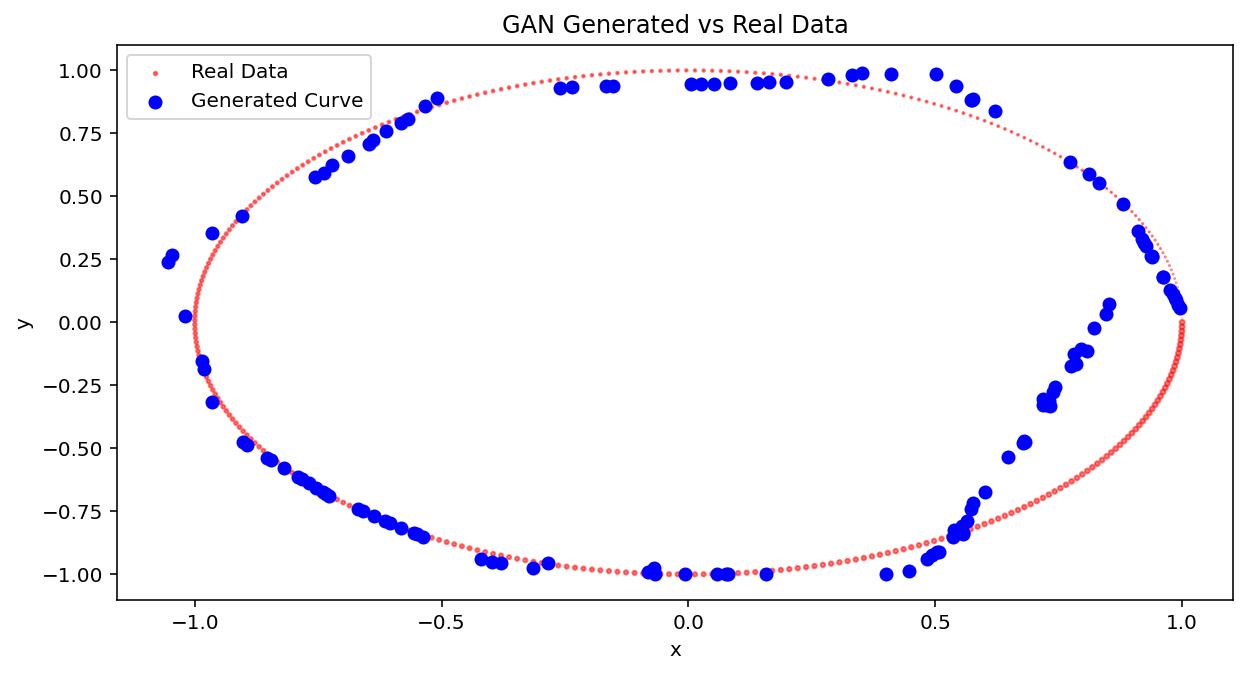 GAN Generated vs Real Data
Real Data
Generated Curve
1.00
0.75
0.50
0.25
0.00
−0.25
−0.50
−0.75
−1.00
y
−1.0 −0.5 0.0 0.5 1.0
x